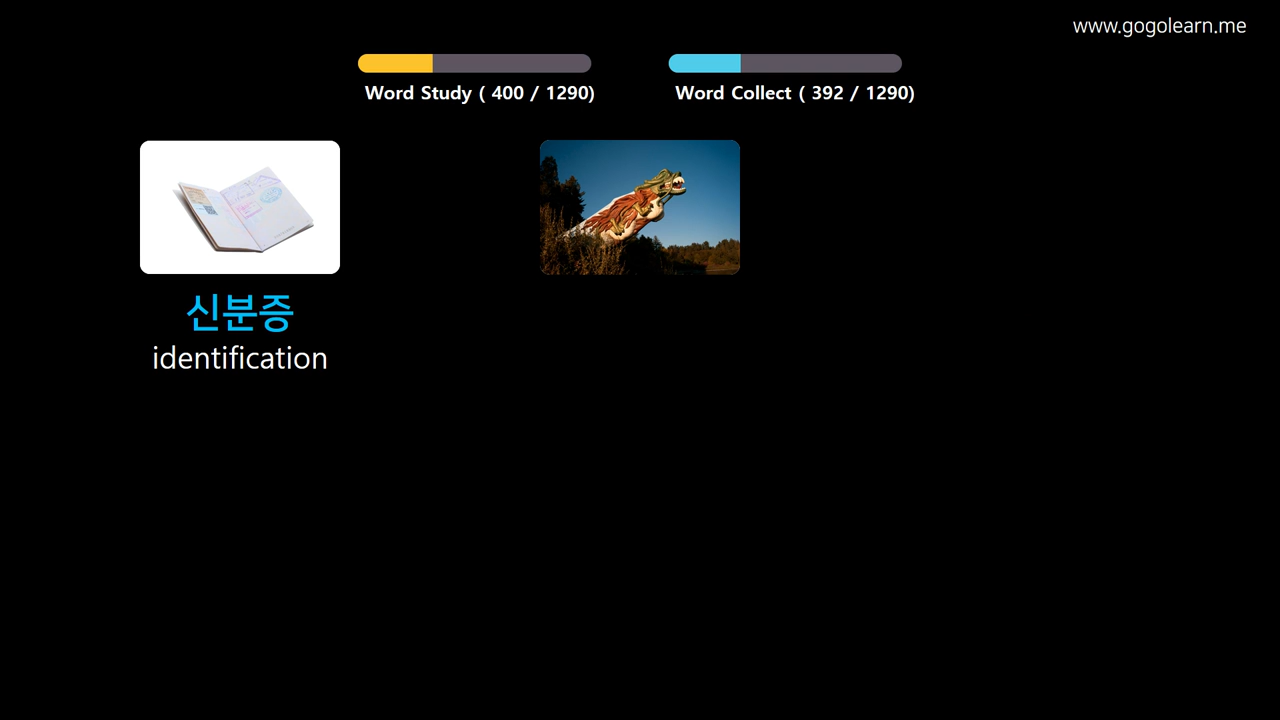 www.gogolearn.me
Word Study ( 400 / 1290)
Word Collect ( 392 / 1290)
신분증
identification